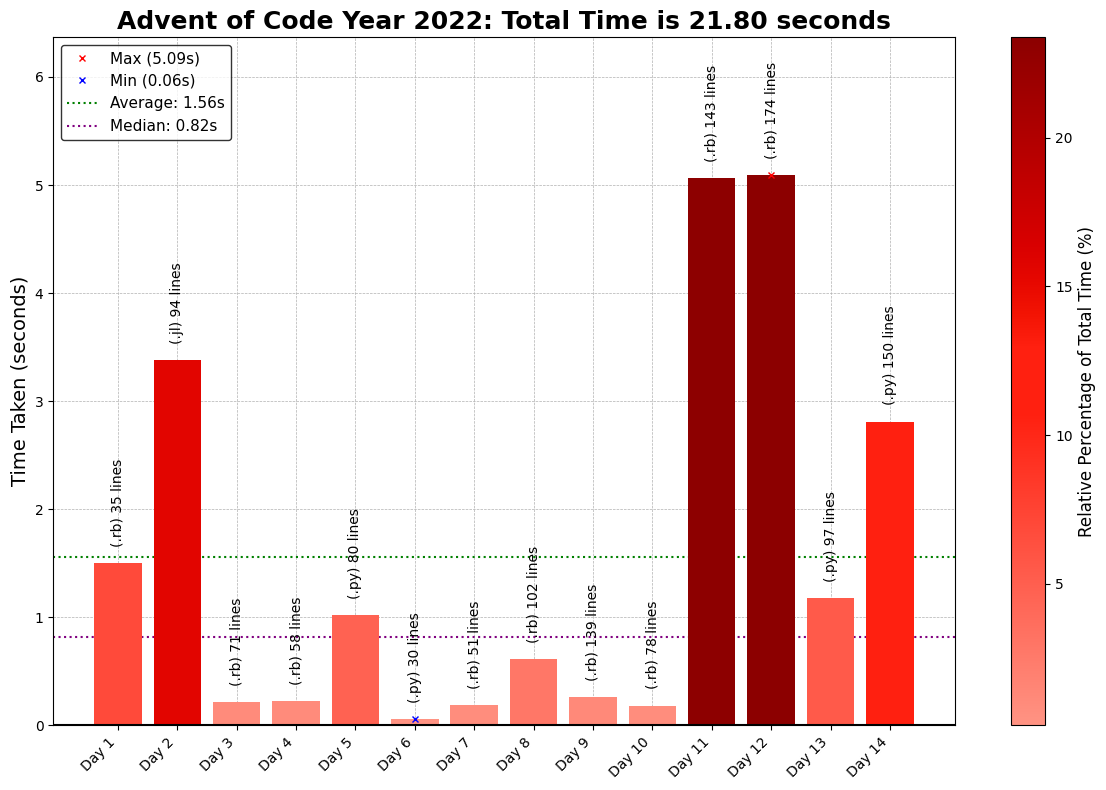 Advent of Code Year 2022: Total Time is 21.80 seconds
Max (5.09s)
Min (0.06s)
Average: 1.56s
Median: 0.82s
Time Taken (seconds)
6
5
4
3
2
1
0
(.rb) 35 lines
(.jl) 94 lines
(.rb) 71 lines
(.rb) 58 lines
(.py) 80 lines
(.py) 30 lines
(.rb) 51 lines
(.rb) 102 lines
(.rb) 139 lines
(.rb) 78 lines
(.rb) 143 lines
(.rb) 174 lines
(.py) 97 lines
(.py) 150 lines
Day 1
Day 2
Day 3
Day 4
Day 5
Day 6
Day 7
Day 8
Day 9
Day 10
Day 11
Day 12
Day 13
Day 14
20
15
10
5
Relative Percentage of Total Time (%)